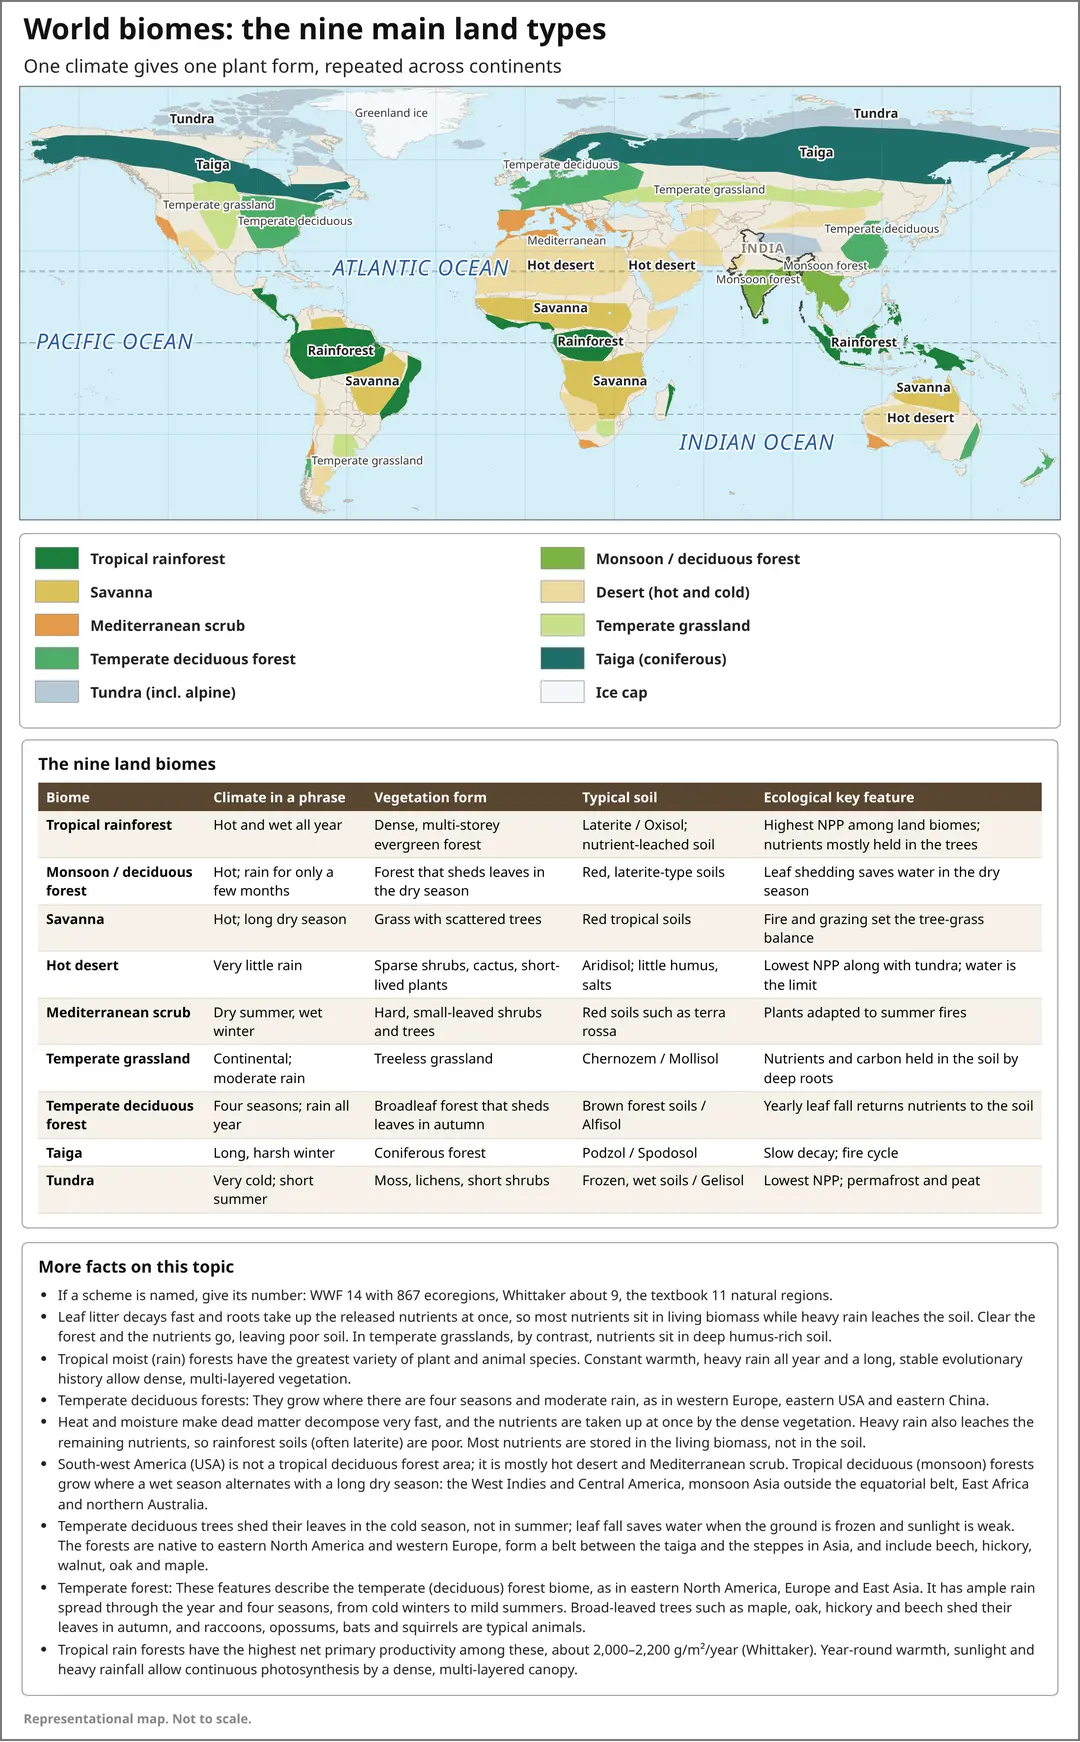 World biomes: the nine main land types
One climate gives one plant form, repeated across continents
Greenland ice
Tundra
Tundra
Taiga
Taiga
Temperate deciduous
Temperate grassland
Temperate grassland
Temperate deciduous
Temperate deciduous
Mediterranean
INDIA
ATLANTIC OCEAN
Hot desert
Hot desert
Monsoon forest
Monsoon forest
Savanna
PACIFIC OCEAN
Rainforest
Rainforest
Rainforest
Savanna
Savanna
Savanna
Hot desert
INDIAN OCEAN
Temperate grassland
Tropical rainforest
Monsoon / deciduous forest
Savanna
Desert (hot and cold)
Mediterranean scrub
Temperate grassland
Temperate deciduous forest
Taiga (coniferous)
Tundra (incl. alpine)
Ice cap
The nine land biomes
Biome Climate in a phrase Vegetation form Typical soil Ecological key feature
Tropical rainforest Hot and wet all year Dense, multi-storey Laterite / Oxisol; Highest NPP among land biomes;
evergreen forest nutrient-leached soil nutrients mostly held in the trees
Monsoon / deciduous Hot; rain for only a Forest that sheds leaves in Red, laterite-type soils Leaf shedding saves water in the dry
forest few months the dry season season
Savanna Hot; long dry season Grass with scattered trees Red tropical soils Fire and grazing set the tree-grass
balance
Hot desert Very little rain Sparse shrubs, cactus, short- Aridisol; little humus, Lowest NPP along with tundra; water is
lived plants salts the limit
Mediterranean scrub Dry summer, wet Hard, small-leaved shrubs Red soils such as terra Plants adapted to summer fires
winter and trees rossa
Temperate grassland Continental; Treeless grassland Chernozem / Mollisol Nutrients and carbon held in the soil by
moderate rain deep roots
Temperate deciduous Four seasons; rain all Broadleaf forest that sheds Brown forest soils / Yearly leaf fall returns nutrients to the soil
forest year leaves in autumn Alfisol
Taiga Long, harsh winter Coniferous forest Podzol / Spodosol Slow decay; fire cycle
Tundra Very cold; short Moss, lichens, short shrubs Frozen, wet soils / Gelisol Lowest NPP; permafrost and peat
summer
More facts on this topic
• If a scheme is named, give its number: WWF 14 with 867 ecoregions, Whittaker about 9, the textbook 11 natural regions.
• Leaf litter decays fast and roots take up the released nutrients at once, so most nutrients sit in living biomass while heavy rain leaches the soil. Clear the
forest and the nutrients go, leaving poor soil. In temperate grasslands, by contrast, nutrients sit in deep humus-rich soil.
• Tropical moist (rain) forests have the greatest variety of plant and animal species. Constant warmth, heavy rain all year and a long, stable evolutionary
history allow dense, multi-layered vegetation.
• Temperate deciduous forests: They grow where there are four seasons and moderate rain, as in western Europe, eastern USA and eastern China.
• Heat and moisture make dead matter decompose very fast, and the nutrients are taken up at once by the dense vegetation. Heavy rain also leaches the
remaining nutrients, so rainforest soils (often laterite) are poor. Most nutrients are stored in the living biomass, not in the soil.
• South-west America (USA) is not a tropical deciduous forest area; it is mostly hot desert and Mediterranean scrub. Tropical deciduous (monsoon) forests
grow where a wet season alternates with a long dry season: the West Indies and Central America, monsoon Asia outside the equatorial belt, East Africa
and northern Australia.
• Temperate deciduous trees shed their leaves in the cold season, not in summer; leaf fall saves water when the ground is frozen and sunlight is weak.
The forests are native to eastern North America and western Europe, form a belt between the taiga and the steppes in Asia, and include beech, hickory,
walnut, oak and maple.
• Temperate forest: These features describe the temperate (deciduous) forest biome, as in eastern North America, Europe and East Asia. It has ample rain
spread through the year and four seasons, from cold winters to mild summers. Broad-leaved trees such as maple, oak, hickory and beech shed their
leaves in autumn, and raccoons, opossums, bats and squirrels are typical animals.
• Tropical rain forests have the highest net primary productivity among these, about 2,000–2,200 g/m²/year (Whittaker). Year-round warmth, sunlight and
heavy rainfall allow continuous photosynthesis by a dense, multi-layered canopy.
Representational map. Not to scale.